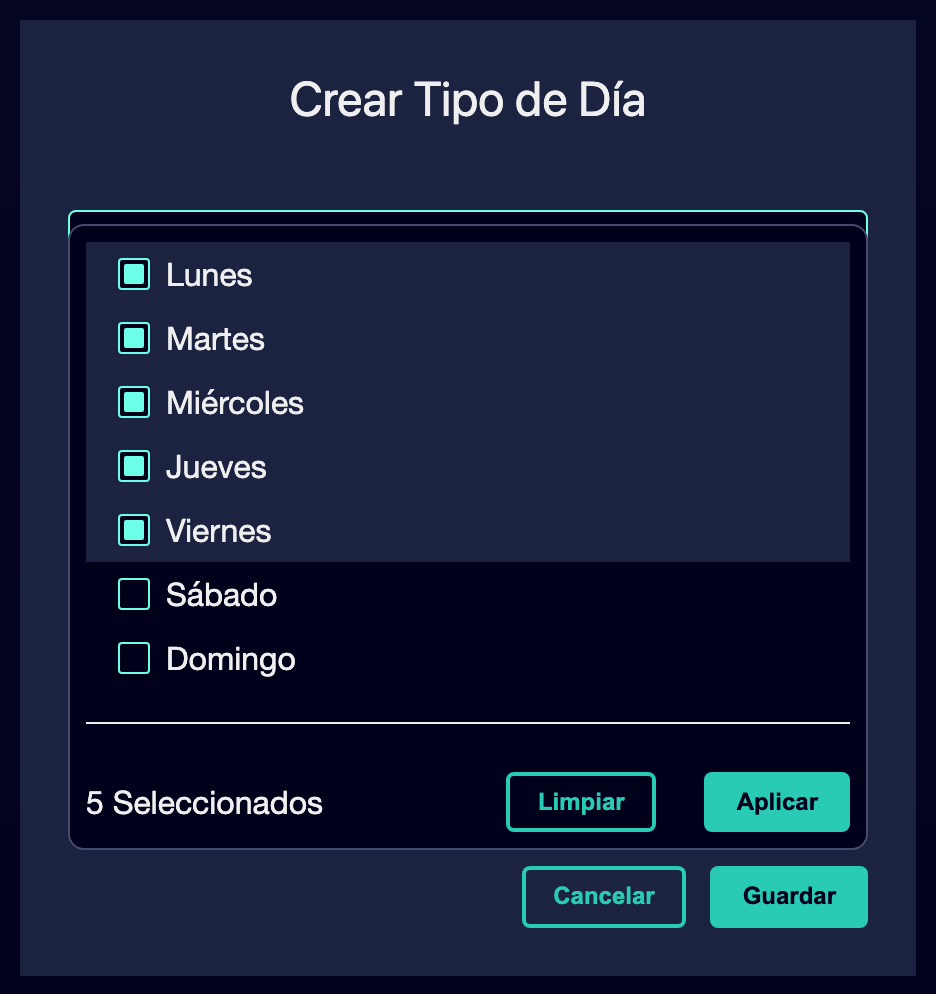 Crear Tipo de Día
Lunes
Martes
Miércoles
Jueves
Viernes
Sábado
Domingo
5 Seleccionados
Limpiar
Aplicar
Cancelar
Guardar